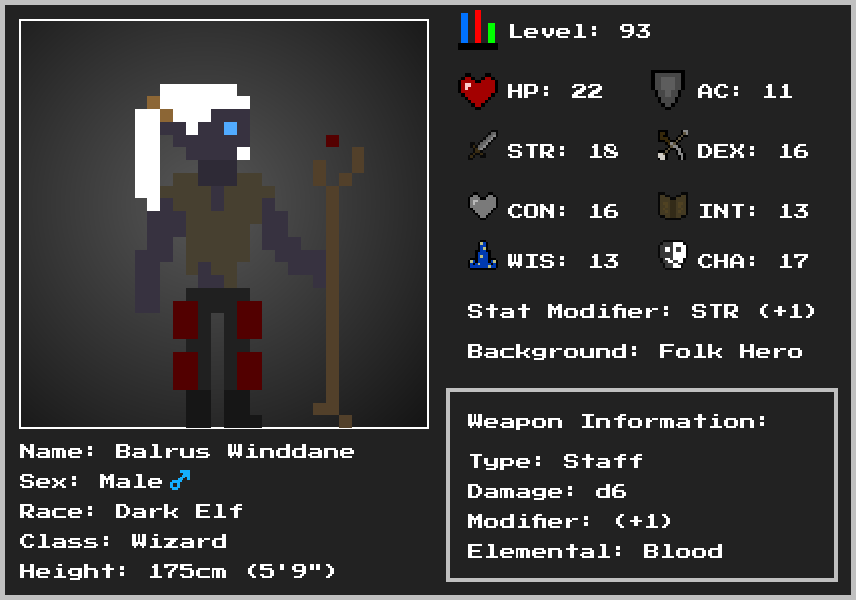 Level: 93
HP: 22
AC: 11
STR: 18
DEX: 16
CON: 16
INT: 13
WIS: 13
CHA: 17
Stat Modifier: STR (+1)
Background: Folk Hero
Weapon Information:
Type: Staff
Damage: d6
Modifier: (+1)
Elemental: Blood
Name: Balrus Winddane
Sex: Male♂
Race: Dark Elf
Class: Wizard
Height: 175cm (5'9")